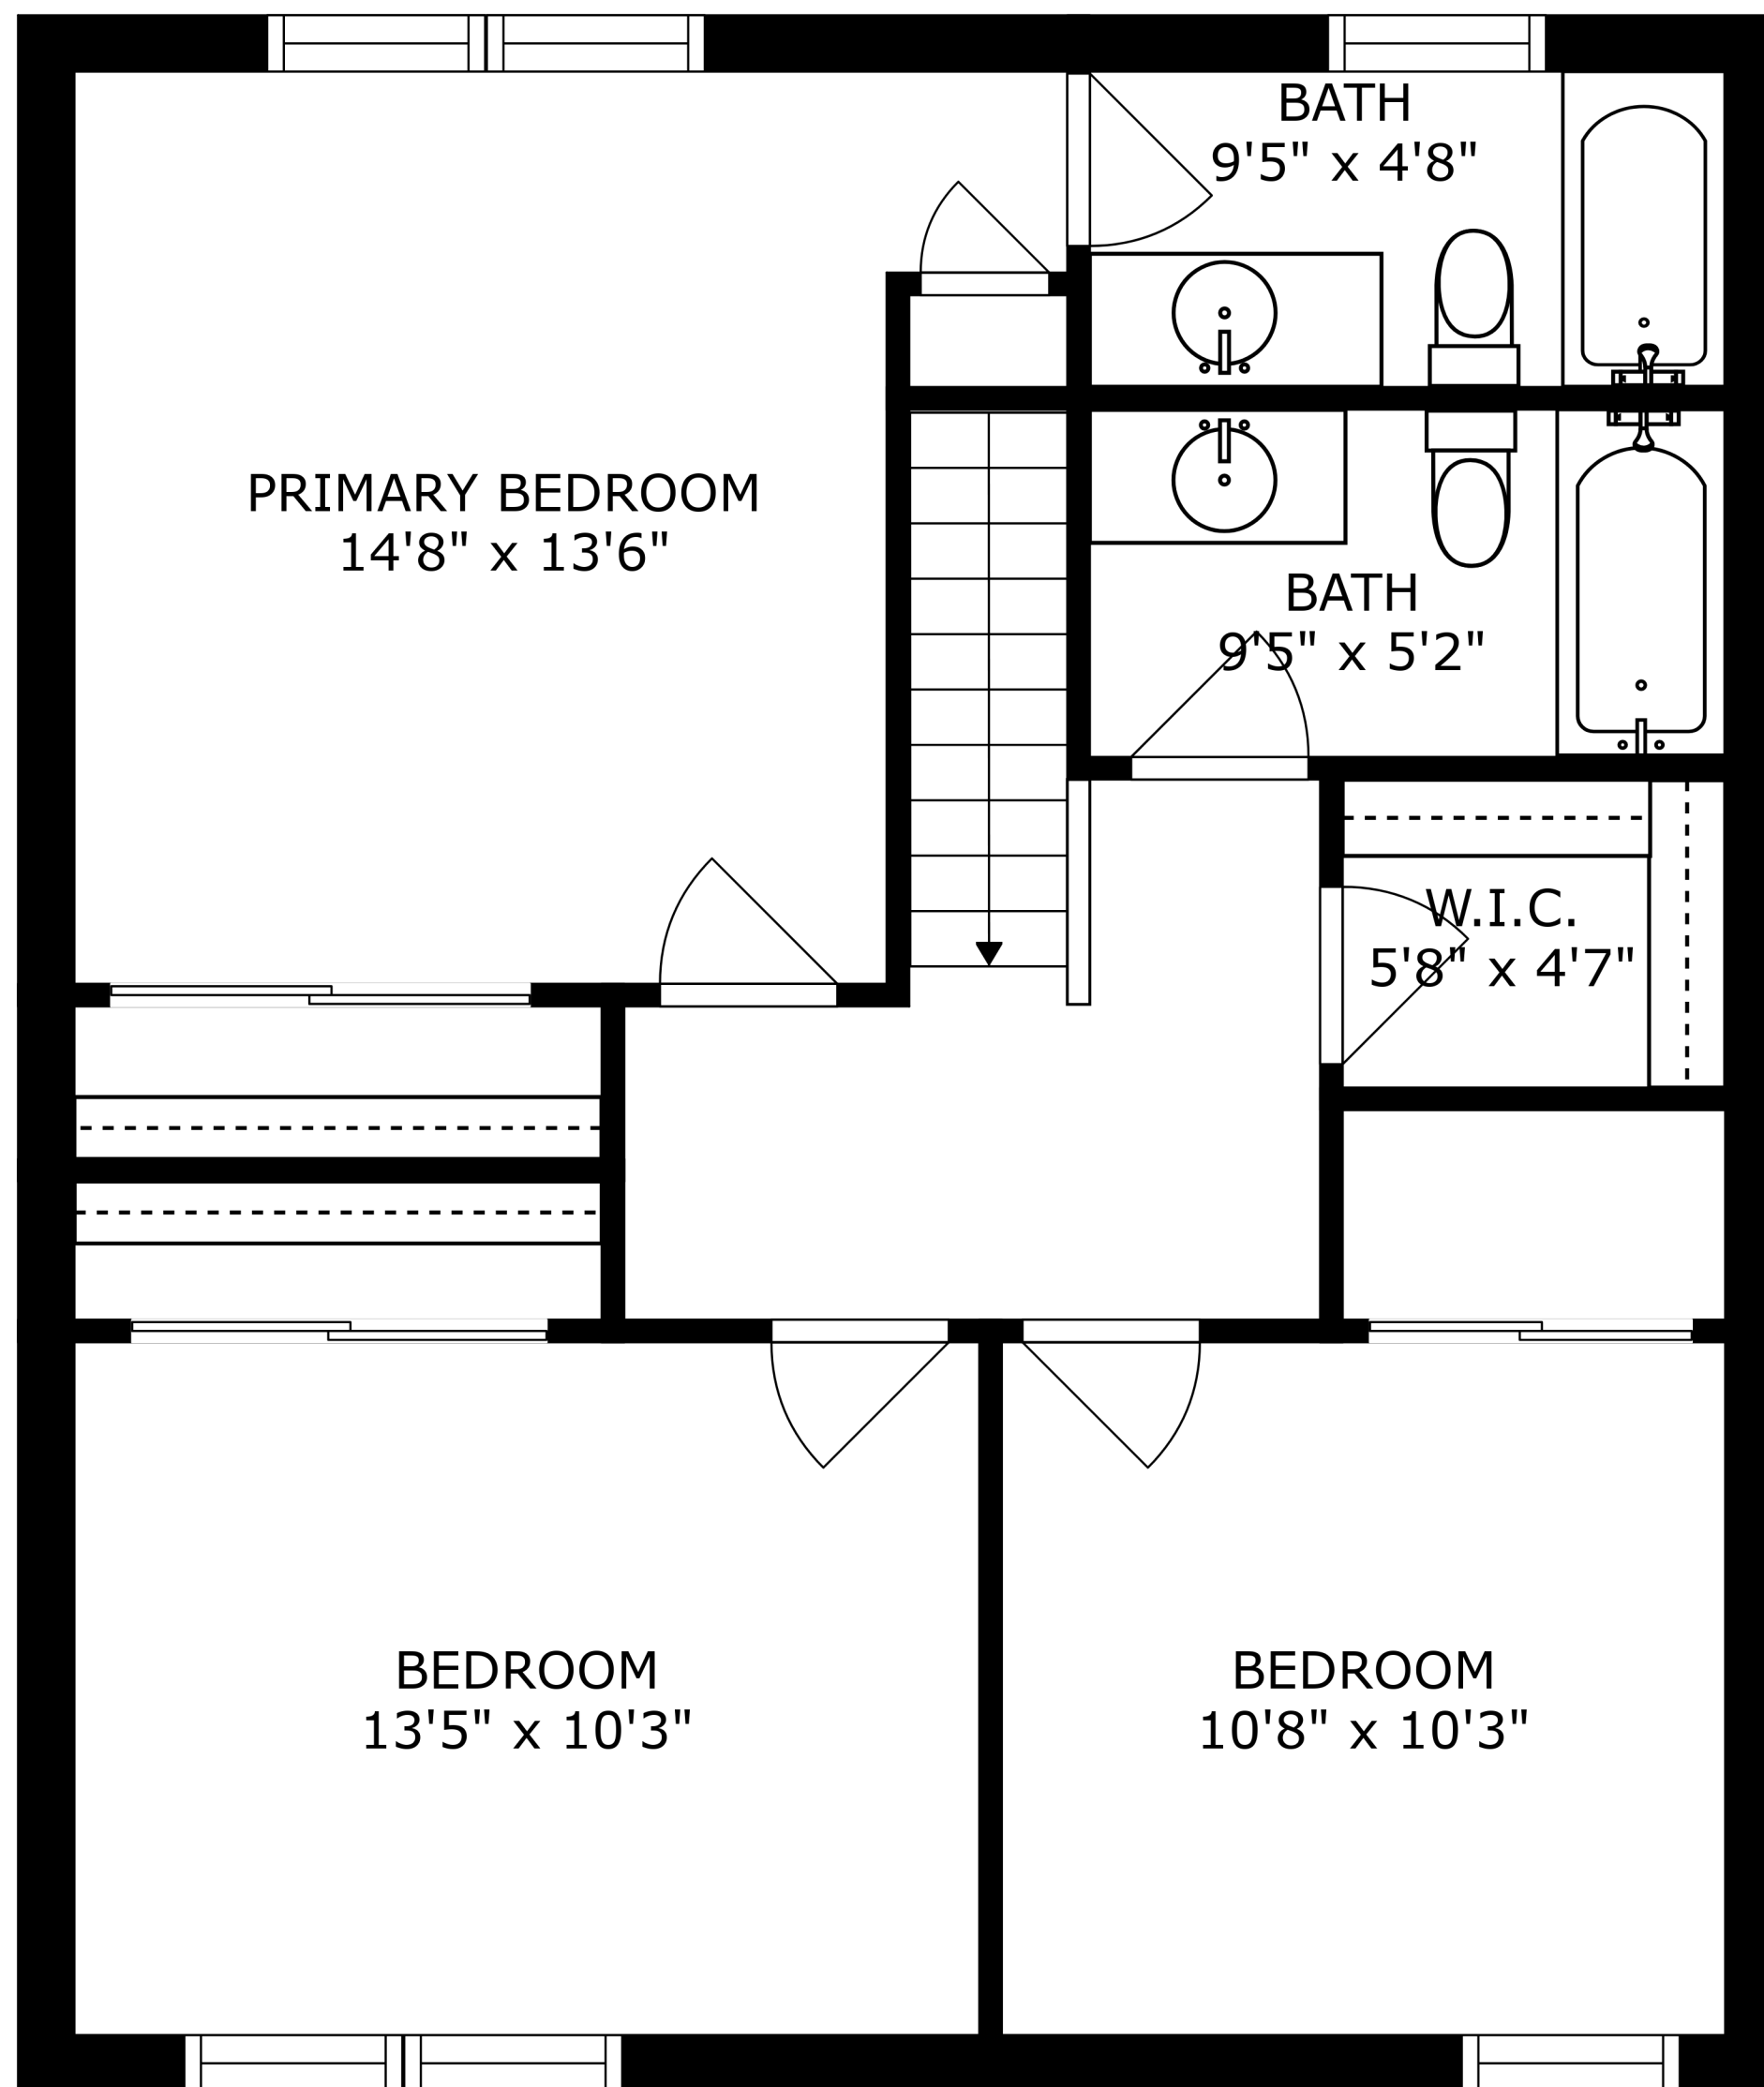 BATH
9'5" x 4'8"
PRIMARY BEDROOM
14'8" x 13'6"
BATH
9'5" x 5'2"
W.I.C.
5'8" x 4'7"
BEDROOM
13'5" x 10'3"
BEDROOM
10'8" x 10'3"